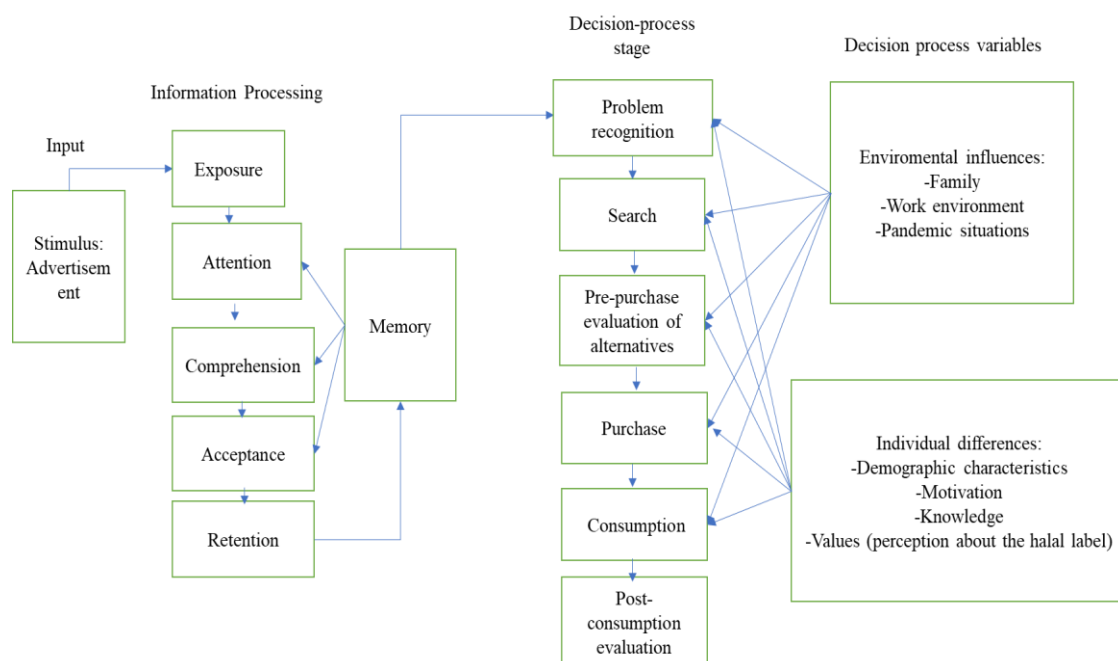 Input
Stimulus:
Advertisem
ent
Information Processing
Exposure
Attention
Comprehension
Acceptance
Retention
Memory
Decision-process
stage
Problem
recognition
Search
Pre-purchase
evaluation of
alternatives
Purchase
Consumption
Post-
consumption
evaluation
Decision process variables
Enviromental influences:
-Family
-Work environment
-Pandemic situations
Individual differences:
-Demographic characteristics
-Motivation
-Knowledge
-Values (perception about the halal label)